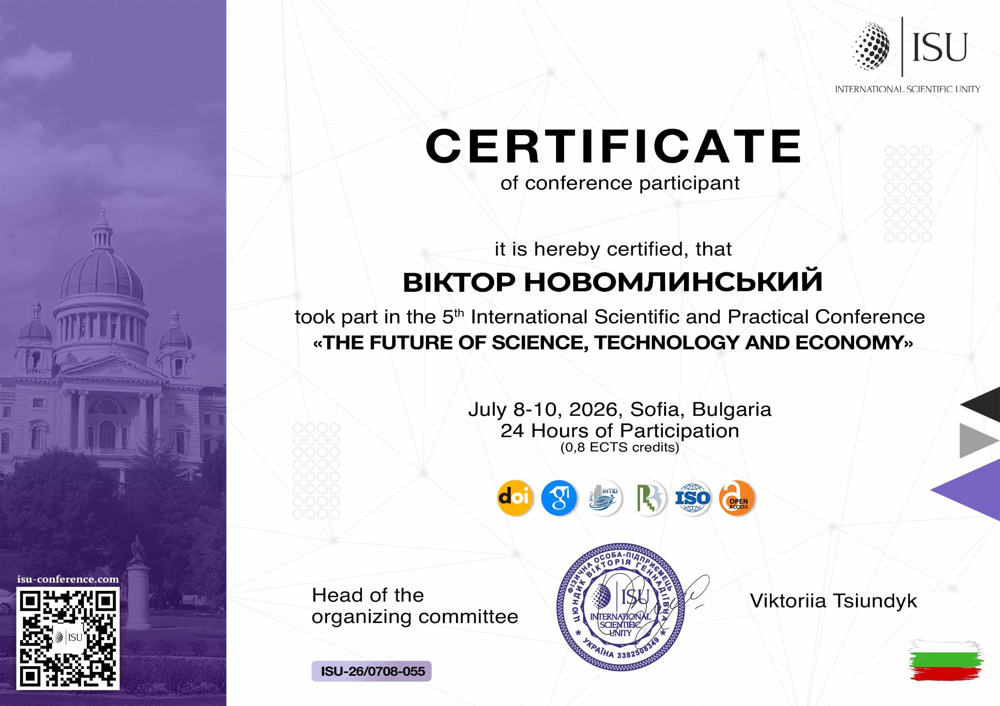 ISU
INTERNATIONAL SCIENTIFIC UNITY
CERTIFICATE
of conference participant
it is hereby certified, that
ВІКТОР НОВОМЛИНСЬКИЙ
took part in the 5th International Scientific and Practical Conference
«THE FUTURE OF SCIENCE, TECHNOLOGY AND ECONOMY»
July 8-10, 2026, Sofia, Bulgaria
24 Hours of Participation
(0,8 ECTS credits)
doi
g
Укр ІНТЕІ
ISO
a OPEN ACCESS
isu-conference.com
ISU
Head of the
organizing committee
ФІЗИЧНА ОСОБА-ПІДПРИЄМЕЦЬ
ЦЮНДИК ВІКТОРІЯ ГЕННАДІЇВНА
ISU
INTERNATIONAL
SCIENTIFIC
UNITY
* УКРАЇНА 3382508349 *
Viktoriia Tsiundyk
ISU-26/0708-055